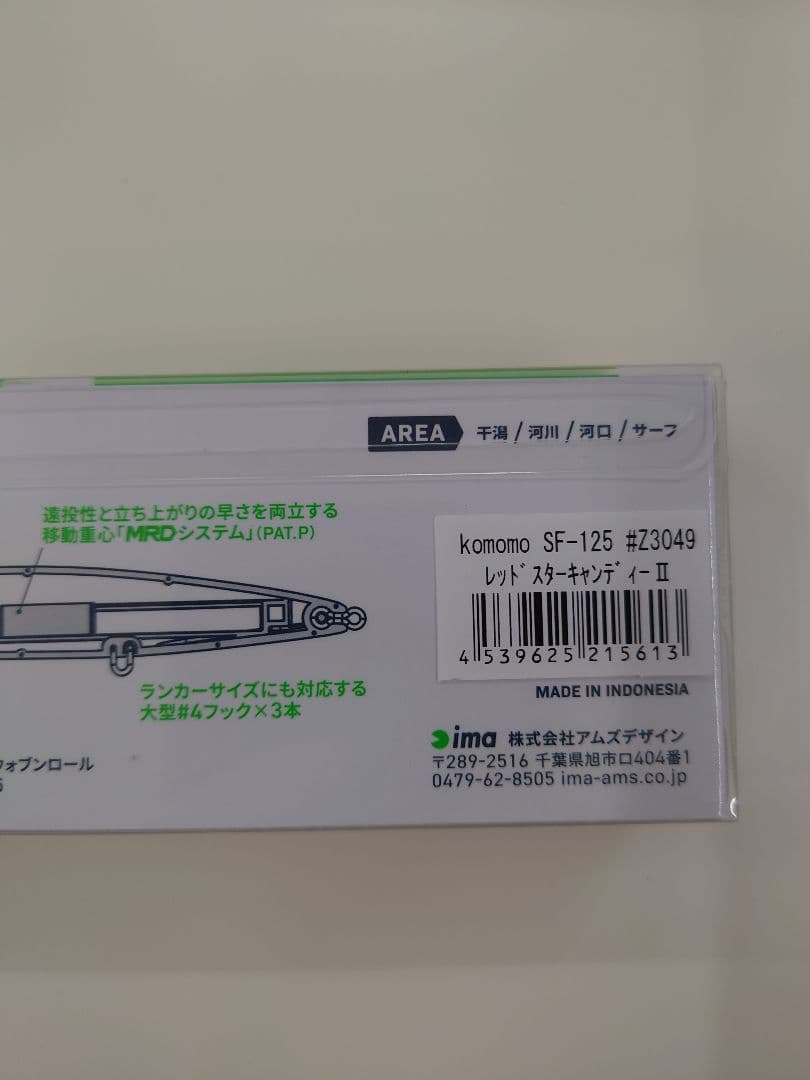 AREA 干潟 / 河川 / 河口 / サーフ
遠投性と立ち上がりの早さを両立する
移動重心「MRDシステム」(PAT.P)
komomo SF-125 #Z3049
ﾚｯﾄﾞｽﾀｰｷｬﾝﾃﾞｨｰⅡ
4 539625 215613
MADE IN INDONESIA
ランカーサイズにも対応する
大型#4フック×3本
ォブンロール
ima 株式会社アムズデザイン
〒289-2516 千葉県旭市ロ404番1
0479-62-8505 ima-ams.co.jp